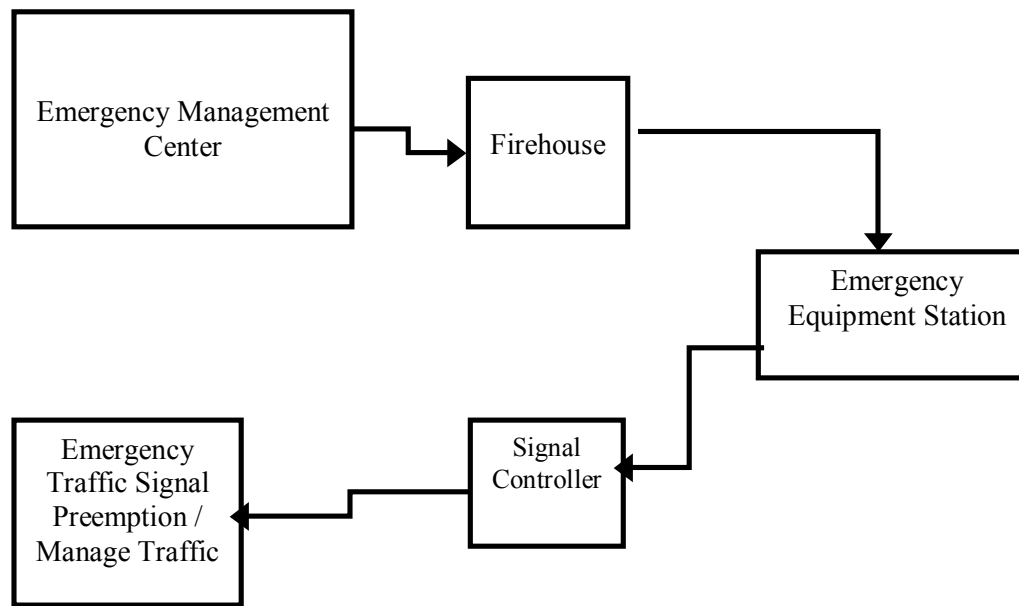 Emergency Management
Center
Firehouse
Emergency
Equipment Station
Signal
Controller
Emergency
Traffic Signal
Preemption /
Manage Traffic